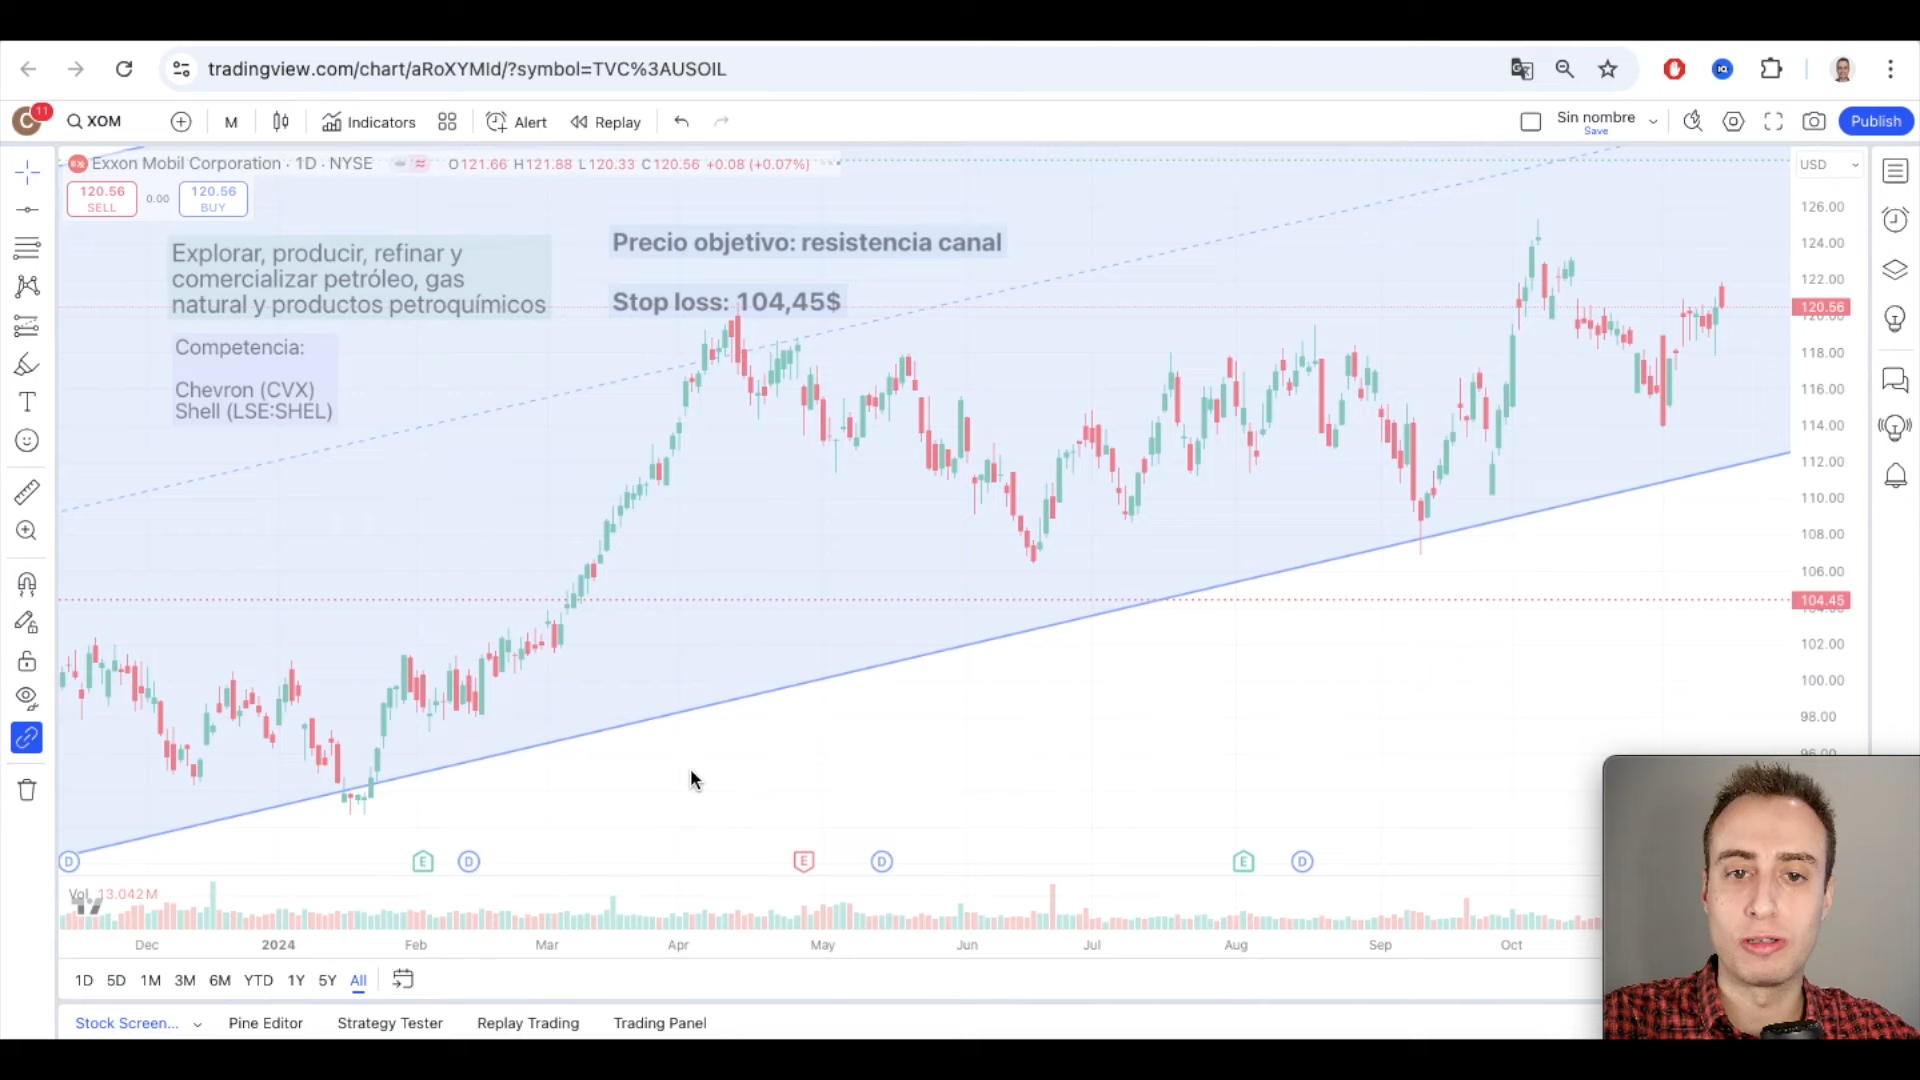 tradingview.com/chart/aRoXYMId/?symbol=TVC%3AUSOIL
C 11 XOM M Indicators Alert Replay Sin nombre Save Publish
Exxon Mobil Corporation · 1D · NYSE O121.66 H121.88 L120.33 C120.56 +0.08 (+0.07%) USD
120.56 SELL 0.00 120.56 BUY
Explorar, producir, refinar y
comercializar petróleo, gas
natural y productos petroquímicos
Precio objetivo: resistencia canal
Stop loss: 104,45$
Competencia:
Chevron (CVX)
Shell (LSE:SHEL)
126.00
124.00
122.00
120.56
120.00
118.00
116.00
114.00
112.00
110.00
108.00
106.00
104.45
102.00
100.00
98.00
96.00
D E D E D E D
Vol 13.042M
Dec 2024 Feb Mar Apr May Jun Jul Aug Sep Oct
1D 5D 1M 3M 6M YTD 1Y 5Y All
Stock Screen... Pine Editor Strategy Tester Replay Trading Trading Panel